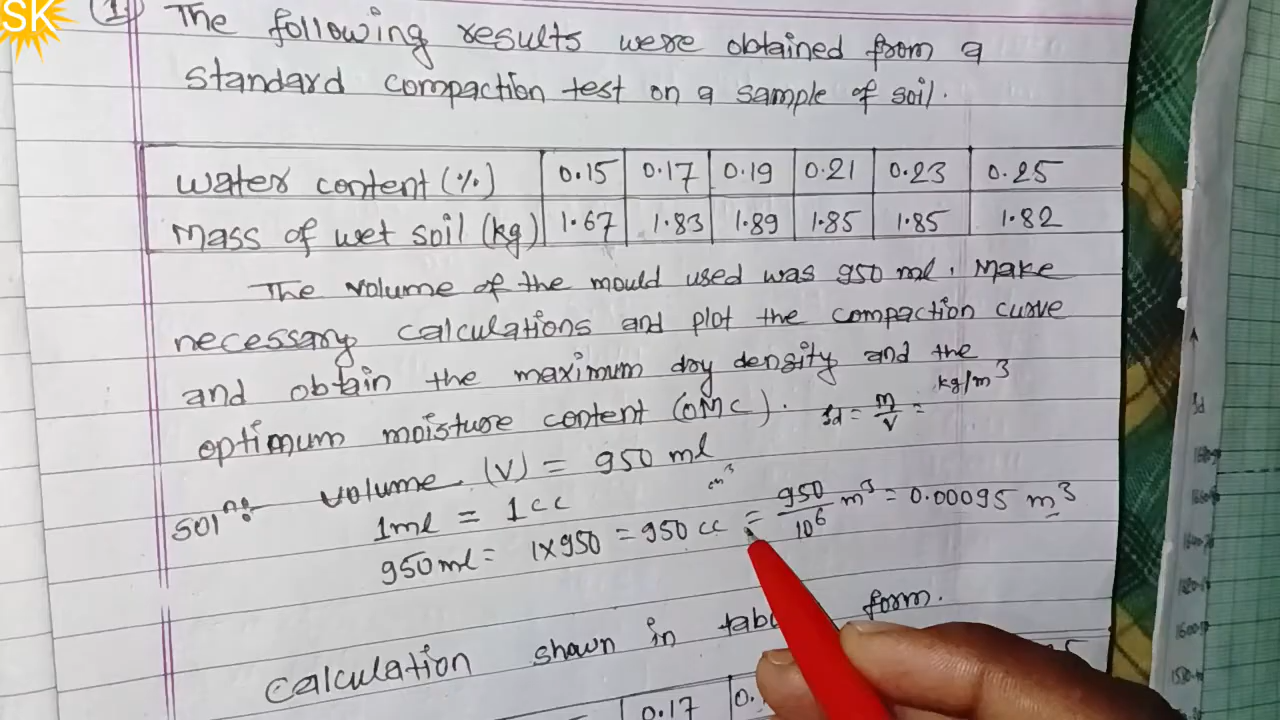 SK
(1) The following results were obtained from a
standard compaction test on a sample of soil.
Water content (%) 0.15 0.17 0.19 0.21 0.23 0.25
Mass of wet soil (kg) 1.67 1.83 1.89 1.85 1.85 1.82
The volume of the mould used was 950 ml. Make
necessary calculations and plot the compaction curve
and obtain the maximum dry density and the
optimum moisture content (OMC). ρd = m/v = kg/m³
Solⁿ: volume (V) = 950 ml
1ml = 1cc cm³
950ml = 1×950 = 950 cc = 950/10⁶ m³ = 0.00095 m³
Calculation shown in form.
0.17